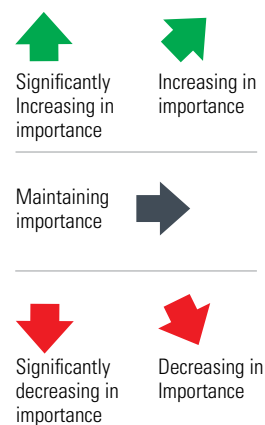 Significantly
Increasing in
importance
Increasing in
importance
Maintaining
importance
Significantly
decreasing in
importance
Decreasing in
Importance